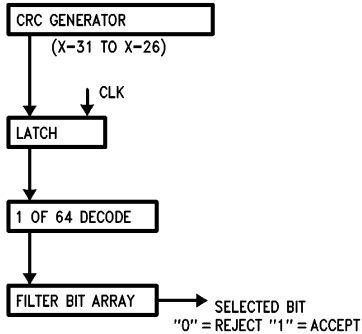 CRC GENERATOR
(X-31 TO X-26)
CLK
LATCH
1 OF 64 DECODE
FILTER BIT ARRAY
SELECTED BIT
"0" = REJECT "1" = ACCEPT